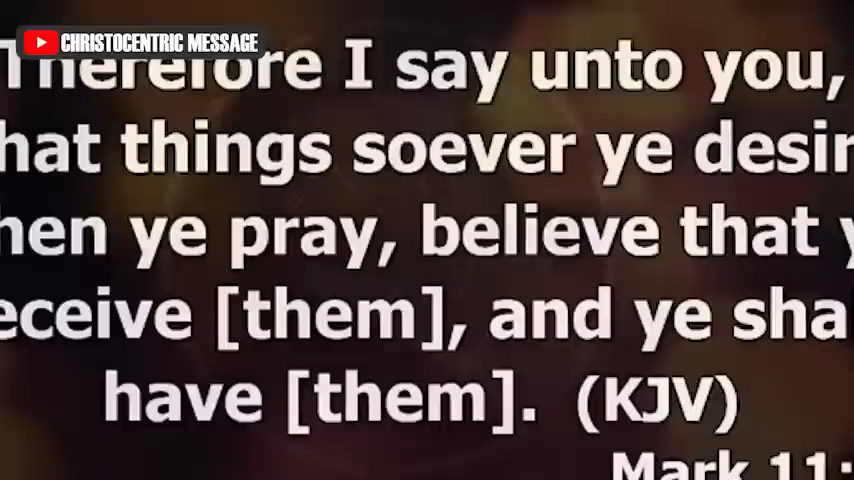 CHRISTOCENTRIC MESSAGE
Therefore I say unto you,
hat things soever ye desir
hen ye pray, believe that y
eceive [them], and ye sha
have [them]. (KJV)
Mark 11: